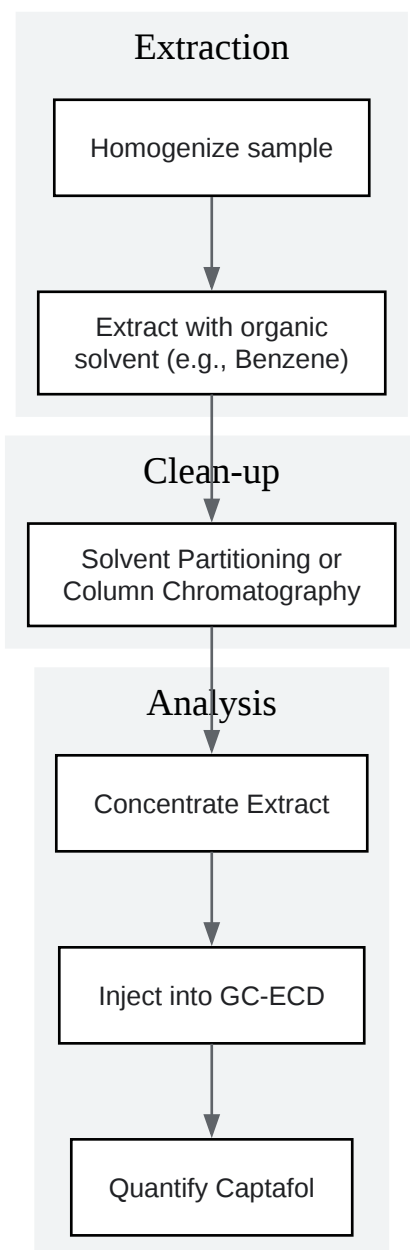 Extraction
Homogenize sample
Extract with organic
solvent (e.g., Benzene)
Clean-up
Solvent Partitioning or
Column Chromatography
Analysis
Concentrate Extract
Inject into GC-ECD
Quantify Captafol